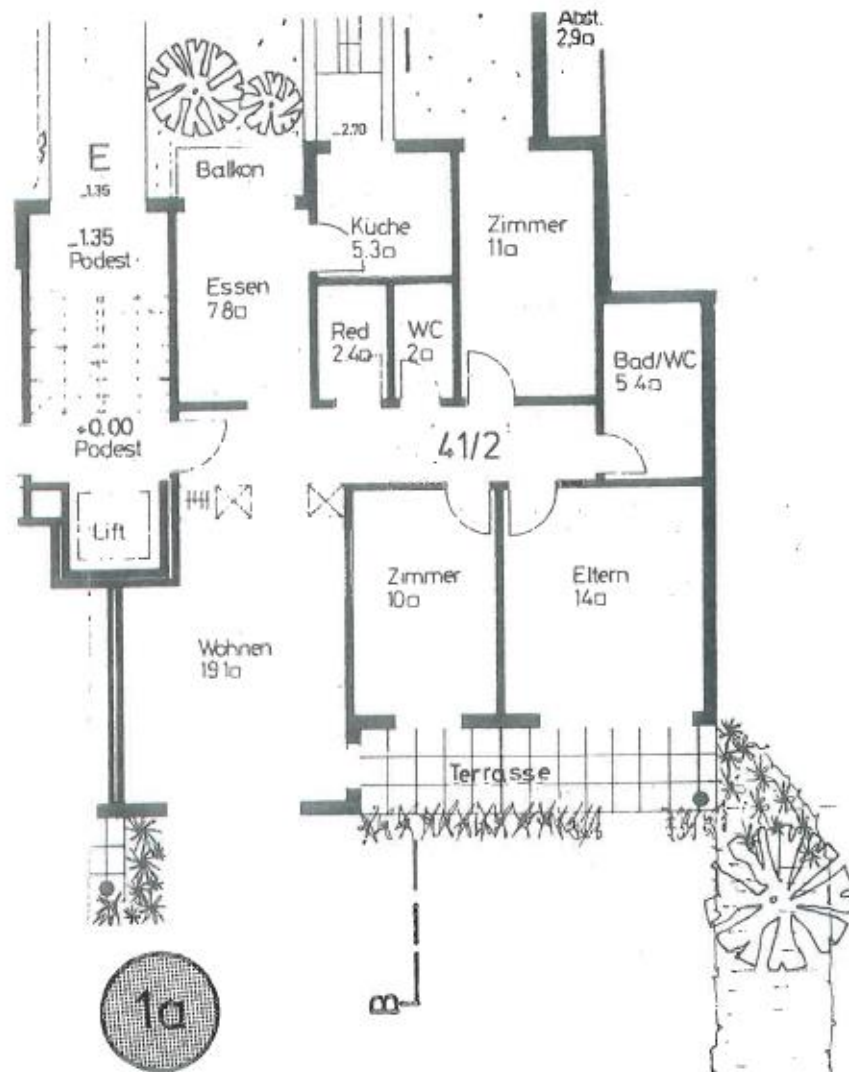 Abst.
2,9□
E
-1.35
Balkon
-2.70
-1.35
Podest
Küche
5.3□
Zimmer
11□
Essen
7.8□
Red
2.4□
WC
2□
Bad/WC
5.4□
±0.00
Podest
41/2
Lift
Zimmer
10□
Eltern
14□
Wohnen
19.1□
Terrasse
1a
B